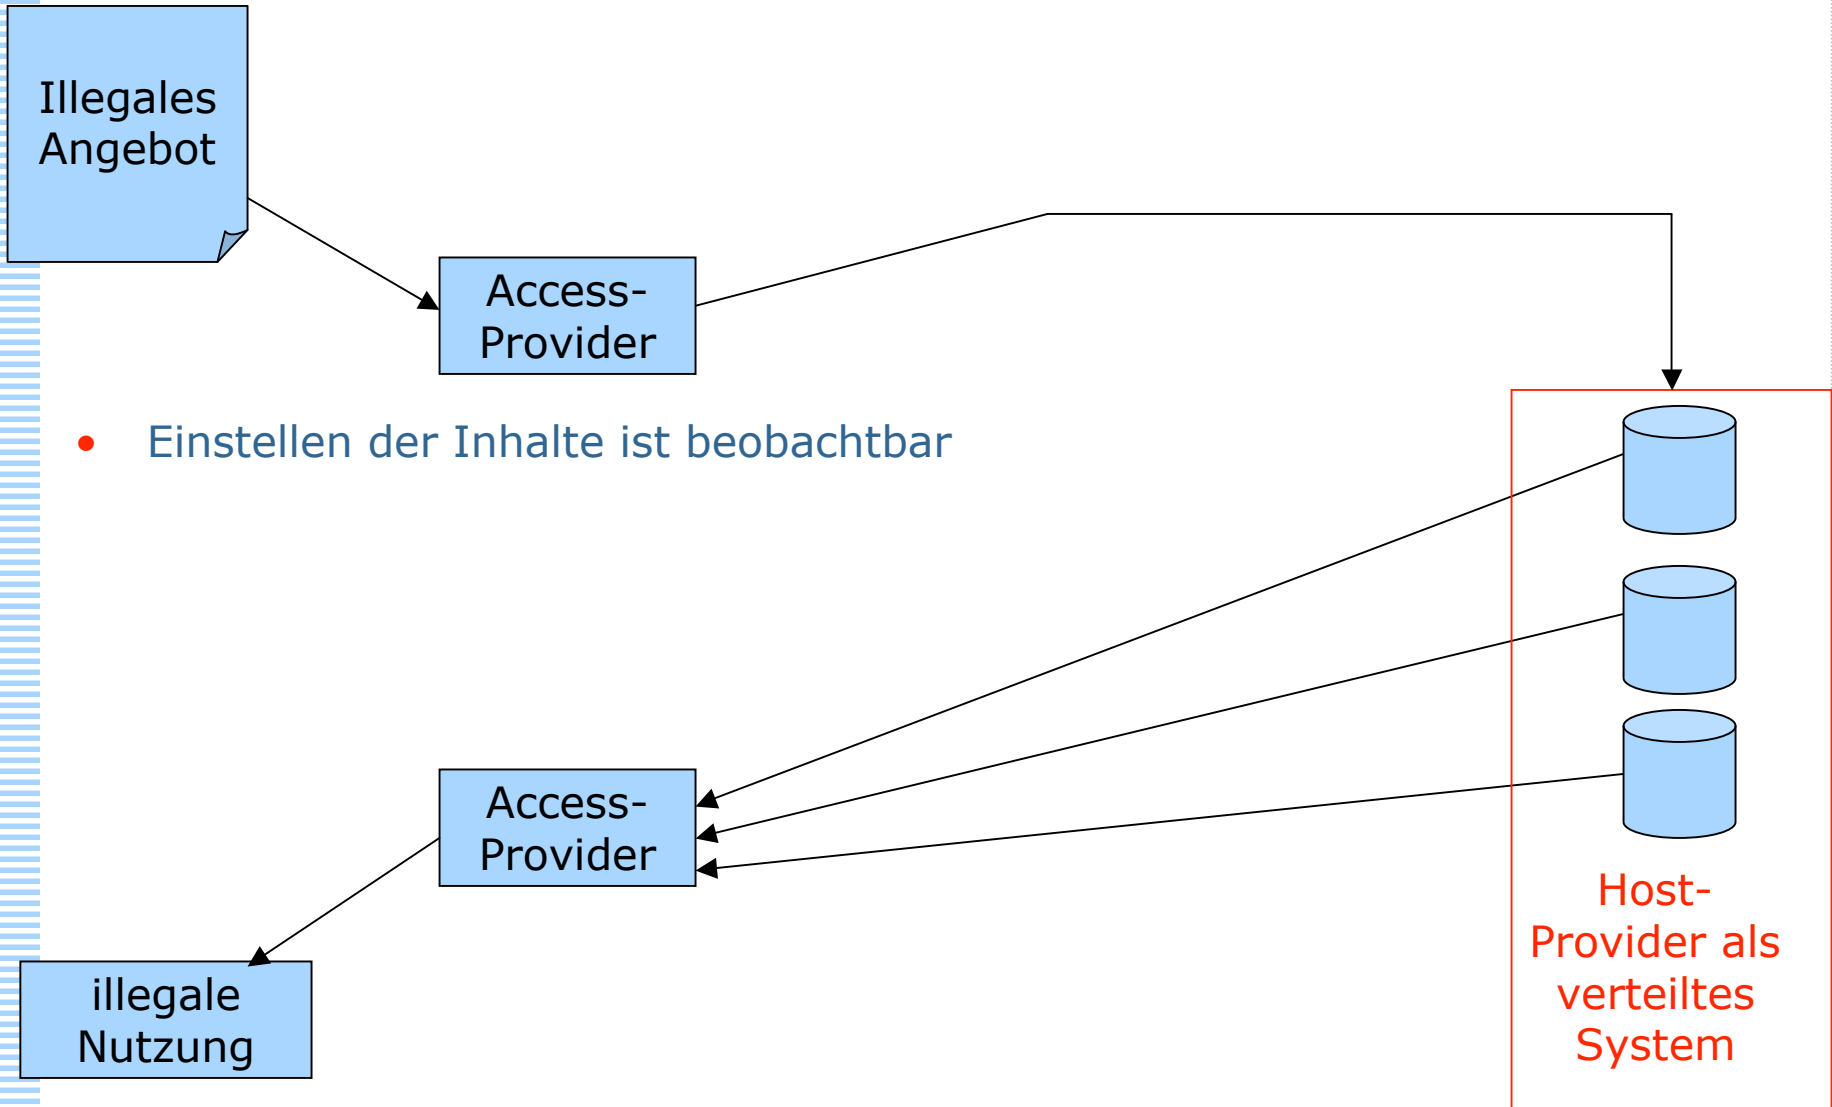 Illegales
Angebot
Access-
Provider
• Einstellen der Inhalte ist beobachtbar
Access-
Provider
Host-
Provider als
verteiltes
System
illegale
Nutzung